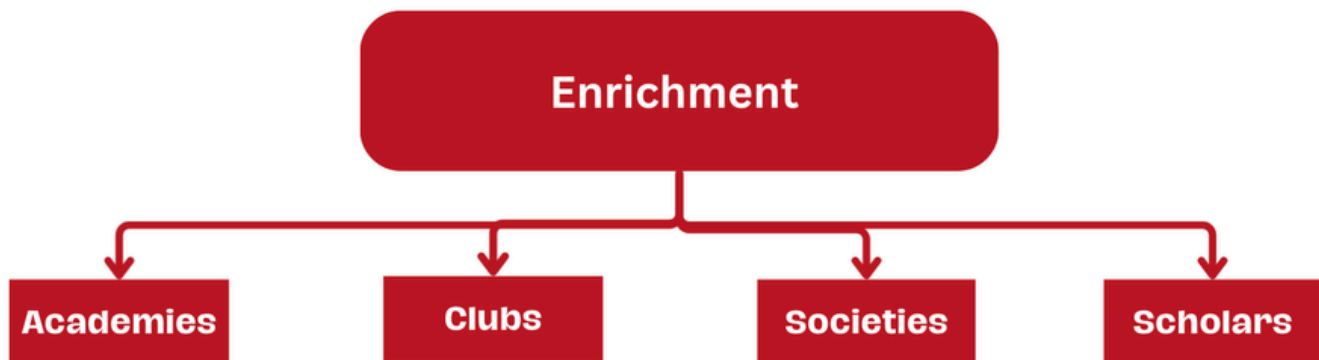 Enrichment
Academies
Clubs
Societies
Scholars